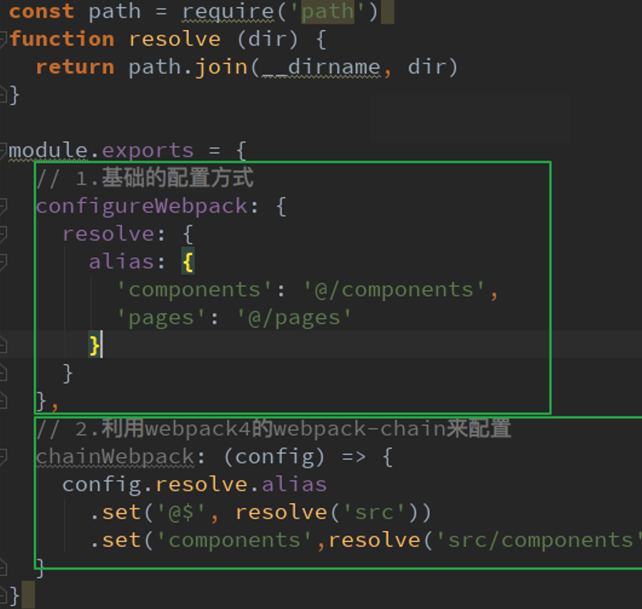 const path = require('path')
function resolve (dir) {
  return path.join(__dirname, dir)
}
module.exports = {
  // 1.基础的配置方式
  configureWebpack: {
    resolve: {
      alias: {
        'components': '@/components',
        'pages': '@/pages'
      }
    }
  },
  // 2.利用webpack4的webpack-chain来配置
  chainWebpack: (config) => {
    config.resolve.alias
      .set('@$', resolve('src'))
      .set('components',resolve('src/components'
  }
}